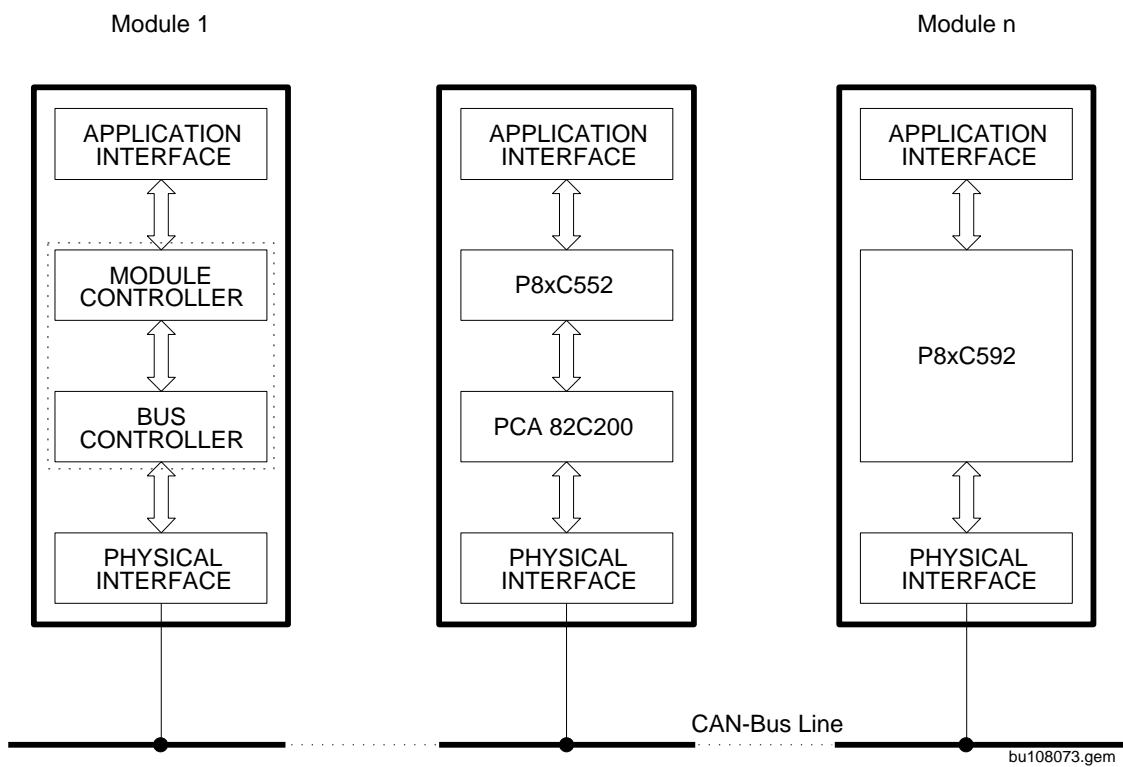 Module 1
Module n
APPLICATION
INTERFACE
MODULE
CONTROLLER
BUS
CONTROLLER
PHYSICAL
INTERFACE
APPLICATION
INTERFACE
P8xC552
PCA 82C200
PHYSICAL
INTERFACE
APPLICATION
INTERFACE
P8xC592
PHYSICAL
INTERFACE
CAN-Bus Line
bu108073.gem